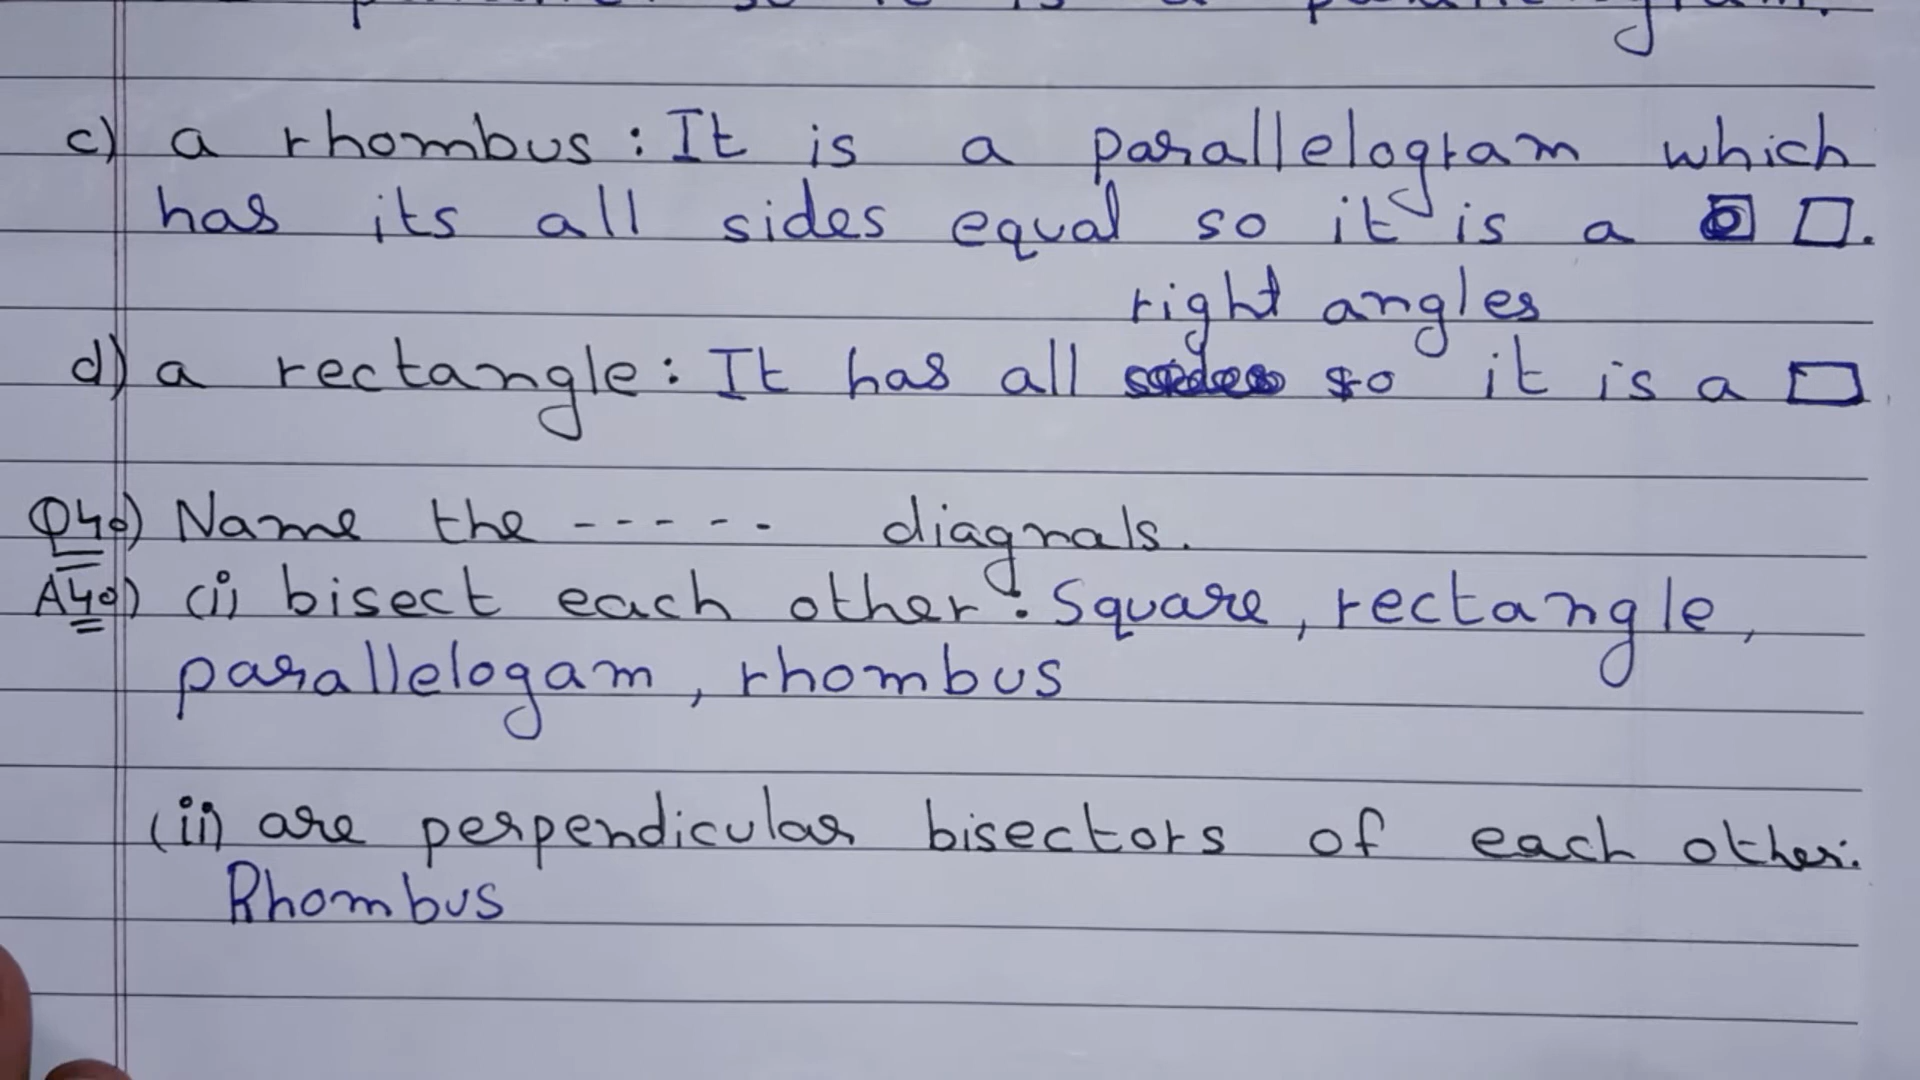 c) a rhombus : It is a parallelogram which
has its all sides equal so it is a □.
right angles
d) a rectangle : It has all so it is a ▭
Q4) Name the ------ diagnals.
A4) (i) bisect each other : Square, rectangle,
parallelogam, rhombus
(ii) are perpendicular bisectors of each other :
Rhombus